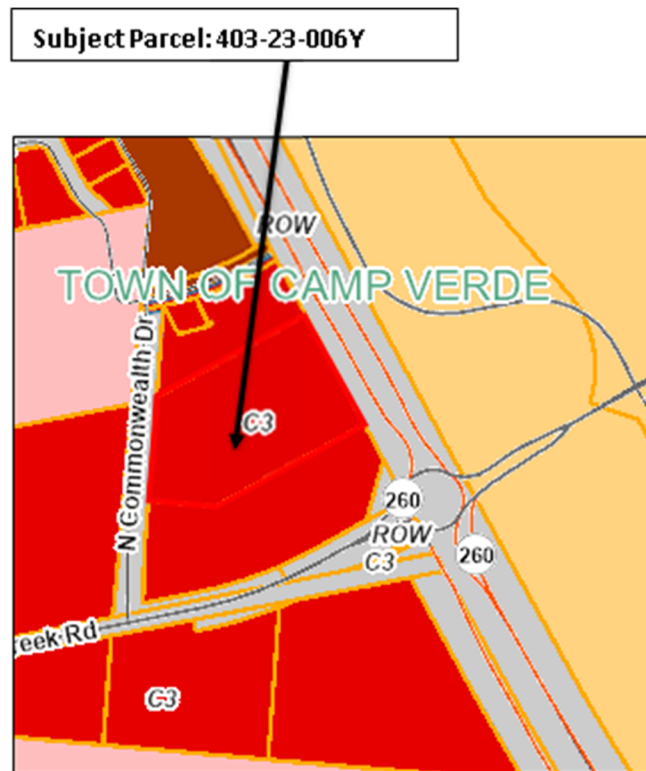 Subject Parcel: 403-23-006Y
ROW
TOWN OF CAMP VERDE
N Commonwealth Dr
C3
260
ROW
260
C3
reek Rd
C3